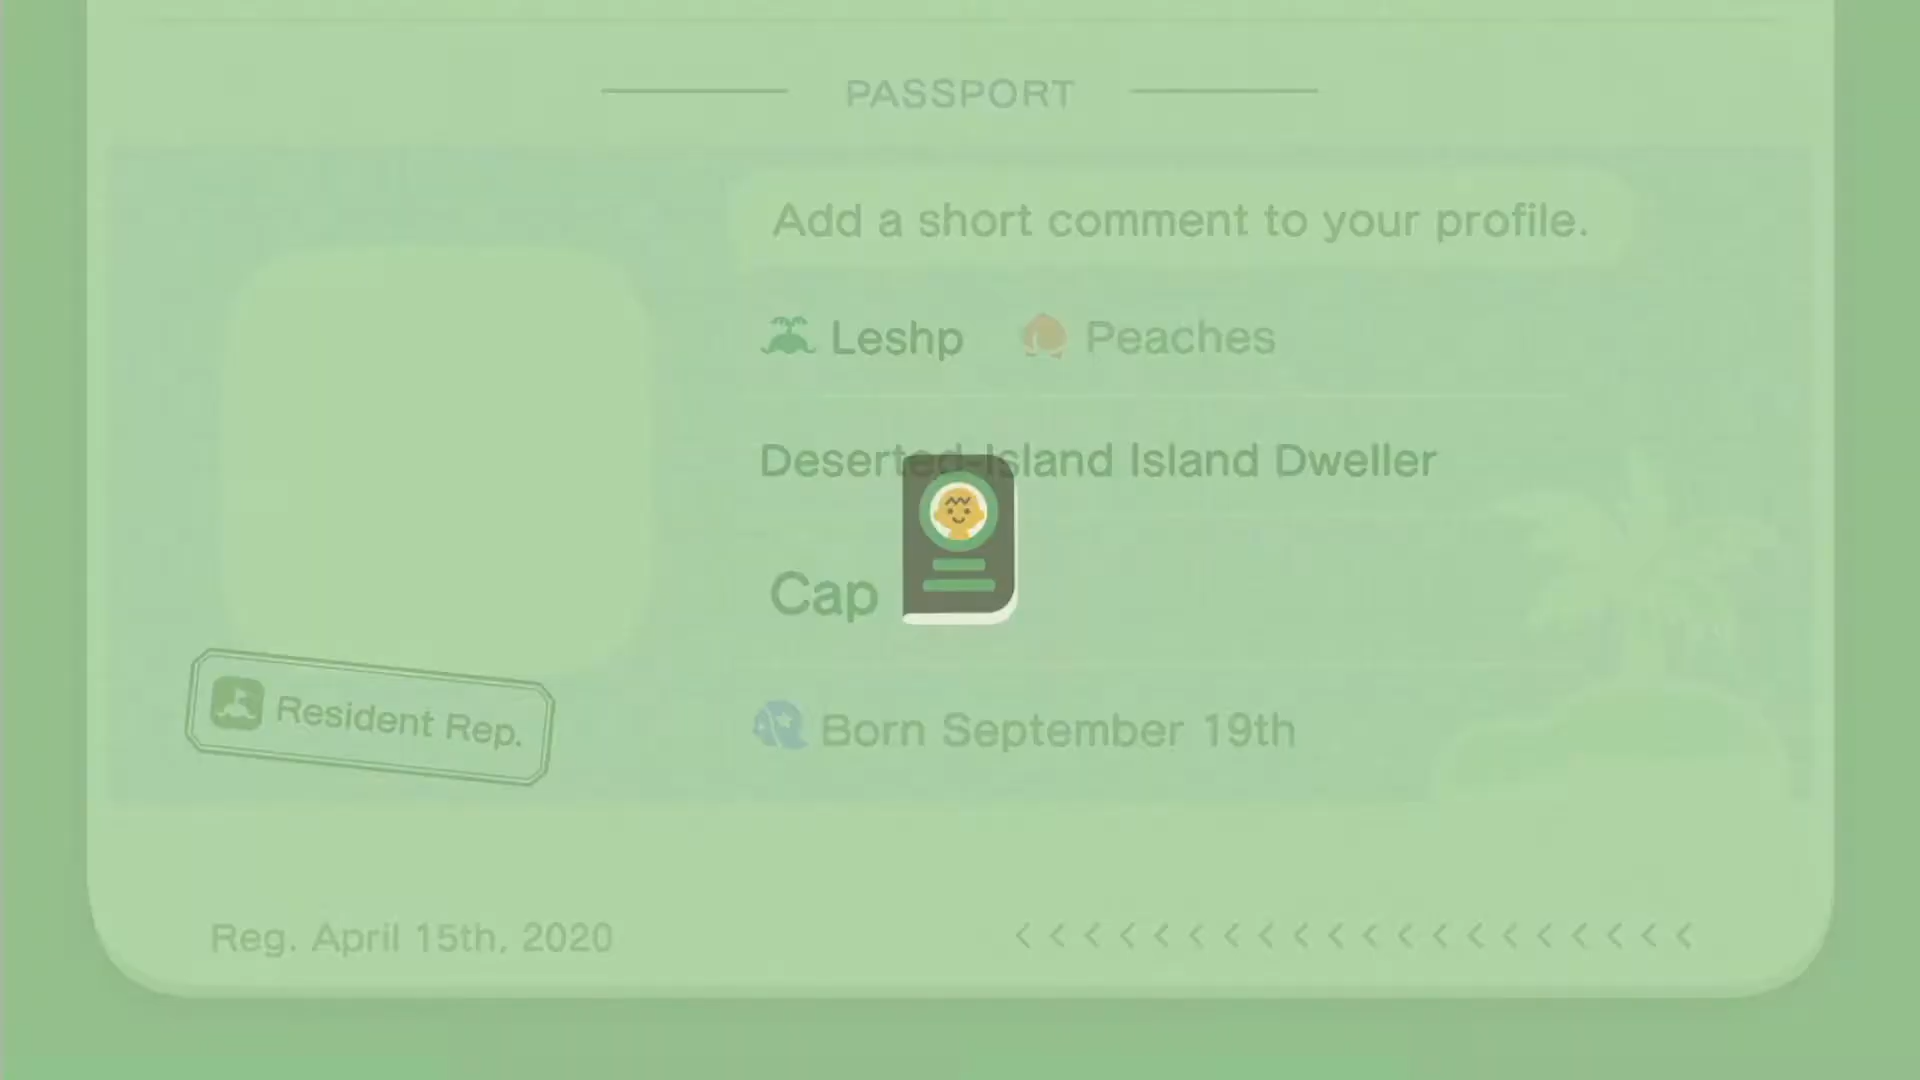 PASSPORT
Add a short comment to your profile.
Leshp Peaches
Deserted-Island Island Dweller
Cap
Resident Rep.
Born September 19th
Reg. April 15th, 2020 <<<<<<<<<<<<<<<<<<<<